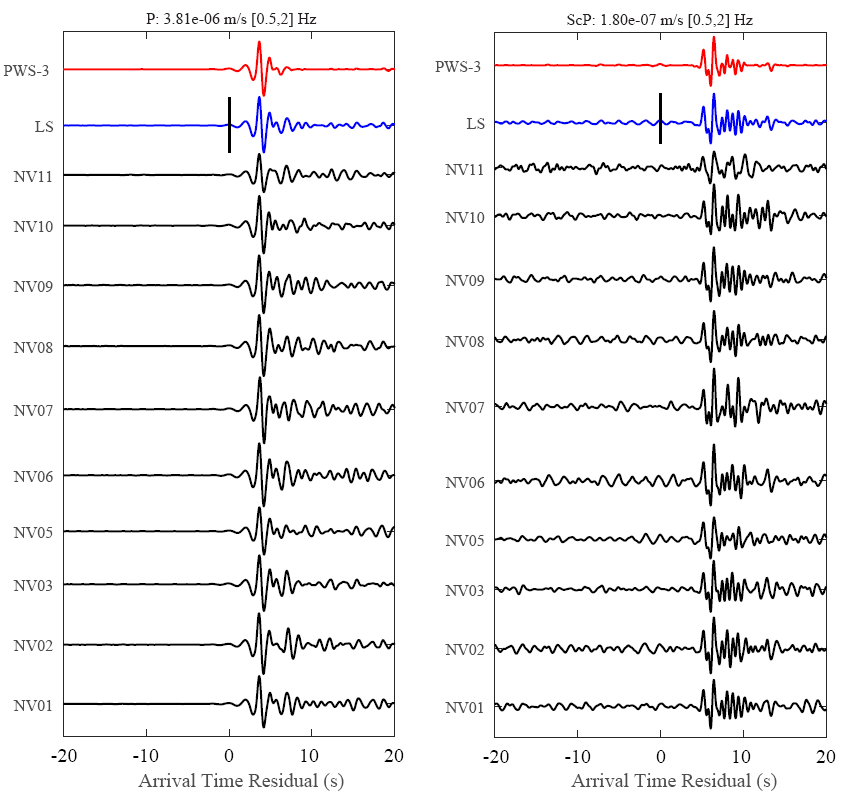 P: 3.81e-06 m/s [0.5,2] Hz
PWS-3
LS
NV11
NV10
NV09
NV08
NV07
NV06
NV05
NV03
NV02
NV01
-20
-10
0
10
20
Arrival Time Residual (s)
ScP: 1.80e-07 m/s [0.5,2] Hz
PWS-3
LS
NV11
NV10
NV09
NV08
NV07
NV06
NV05
NV03
NV02
NV01
-20
-10
0
10
20
Arrival Time Residual (s)